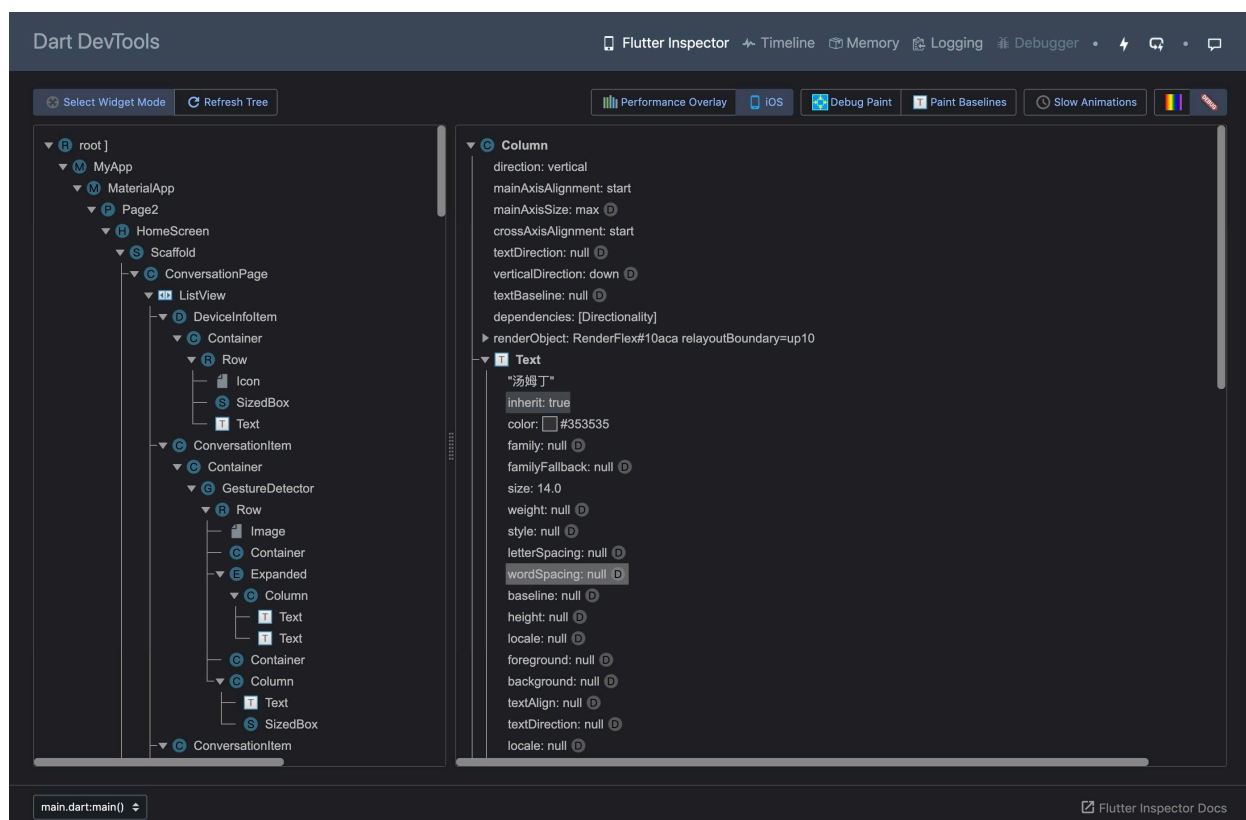 Dart DevTools
Flutter Inspector Timeline Memory Logging Debugger
Select Widget Mode Refresh Tree Performance Overlay iOS Debug Paint Paint Baselines Slow Animations
R root ]
M MyApp
M MaterialApp
P Page2
H HomeScreen
S Scaffold
C ConversationPage
ListView
D DeviceInfoItem
C Container
R Row
Icon
S SizedBox
T Text
C ConversationItem
C Container
G GestureDetector
R Row
Image
C Container
E Expanded
C Column
T Text
T Text
C Container
C Column
T Text
S SizedBox
C ConversationItem
C Column
direction: vertical
mainAxisAlignment: start
mainAxisSize: max D
crossAxisAlignment: start
textDirection: null D
verticalDirection: down D
textBaseline: null D
dependencies: [Directionality]
renderObject: RenderFlex#10aca relayoutBoundary=up10
T Text
"汤姆丁"
inherit: true
color: #353535
family: null D
familyFallback: null D
size: 14.0
weight: null D
style: null D
letterSpacing: null D
wordSpacing: null D
baseline: null D
height: null D
locale: null D
foreground: null D
background: null D
textAlign: null D
textDirection: null D
locale: null D
main.dart:main()
Flutter Inspector Docs